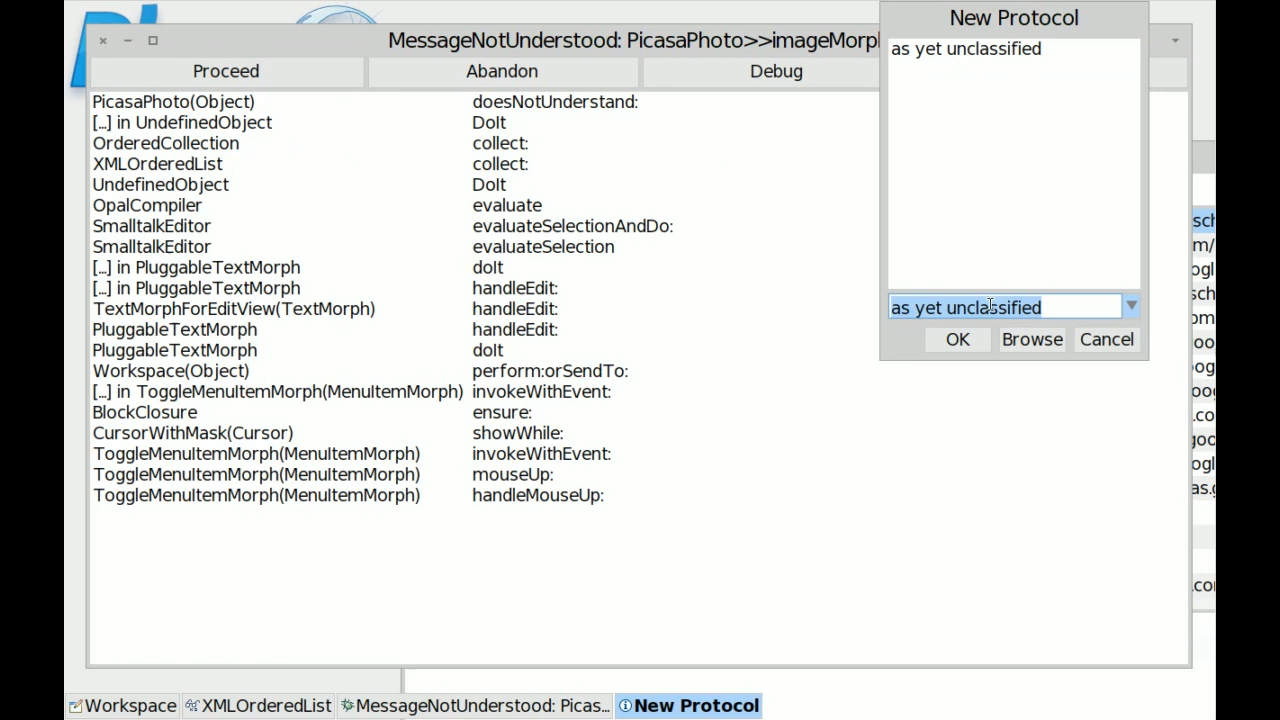 New Protocol
as yet unclassified
MessageNotUnderstood: PicasaPhoto>>imageMorph
Proceed Abandon Debug
PicasaPhoto(Object) doesNotUnderstand:
[..] in UndefinedObject DoIt
OrderedCollection collect:
XMLOrderedList collect:
UndefinedObject DoIt
OpalCompiler evaluate
SmalltalkEditor evaluateSelectionAndDo:
SmalltalkEditor evaluateSelection
[..] in PluggableTextMorph doIt
[..] in PluggableTextMorph handleEdit:
TextMorphForEditView(TextMorph) handleEdit:
PluggableTextMorph handleEdit:
PluggableTextMorph doIt
Workspace(Object) perform:orSendTo:
[..] in ToggleMenuItemMorph(MenuItemMorph) invokeWithEvent:
BlockClosure ensure:
CursorWithMask(Cursor) showWhile:
ToggleMenuItemMorph(MenuItemMorph) invokeWithEvent:
ToggleMenuItemMorph(MenuItemMorph) mouseUp:
ToggleMenuItemMorph(MenuItemMorph) handleMouseUp:
as yet unclassified
OK Browse Cancel
Workspace XMLOrderedList MessageNotUnderstood: Picas... New Protocol